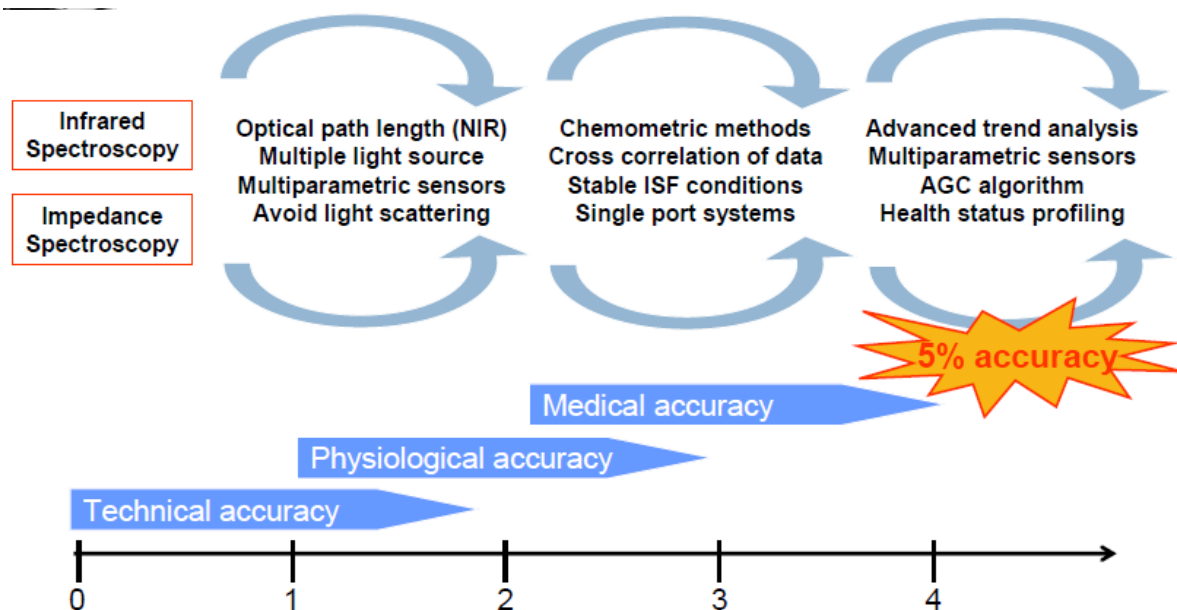 Infrared
Spectroscopy
Impedance
Spectroscopy
Optical path length (NIR)
Multiple light source
Multiparametric sensors
Avoid light scattering
Chemometric methods
Cross correlation of data
Stable ISF conditions
Single port systems
Advanced trend analysis
Multiparametric sensors
AGC algorithm
Health status profiling
5% accuracy
Medical accuracy
Physiological accuracy
Technical accuracy
0 1 2 3 4